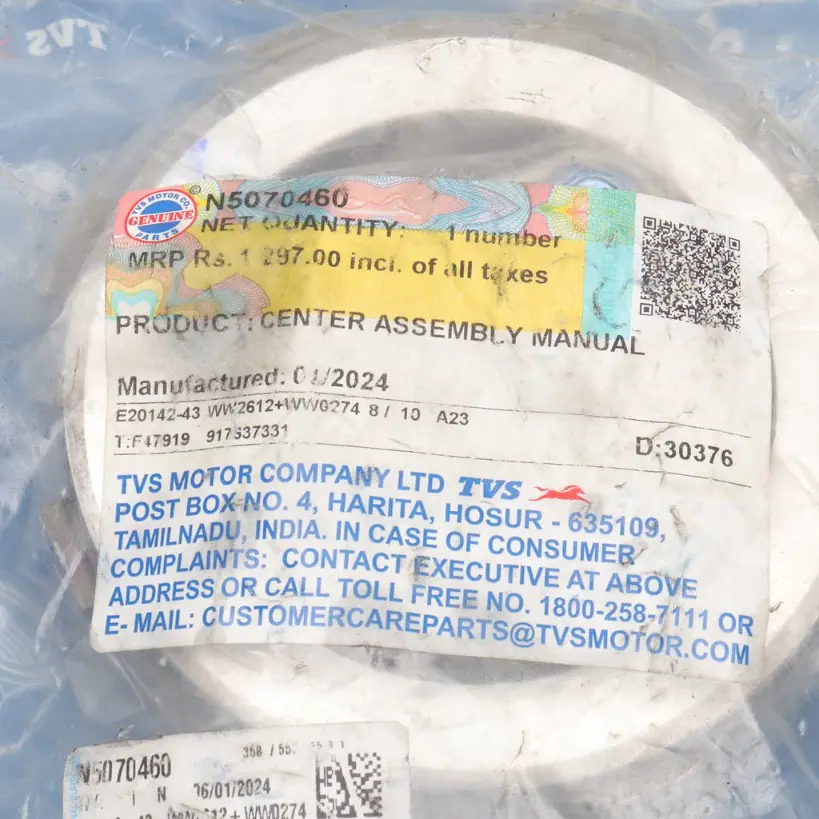 TVS
TVS MOTOR CO.
GENUINE
PARTS
©
N5070460
NET QUANTITY: 1 number
MRP Rs. 1 297.00 incl. of all taxes
PRODUCT: CENTER ASSEMBLY MANUAL
Manufactured: /2024
E20142-43 WW2612+WW0274 8 / 10 A23
T:F47919 917637331
D:30376
TVS MOTOR COMPANY LTD TVS
POST BOX NO. 4, HARITA, HOSUR - 635109,
TAMILNADU, INDIA. IN CASE OF CONSUMER
COMPLAINTS: CONTACT EXECUTIVE AT ABOVE
ADDRESS OR CALL TOLL FREE NO. 1800-258-7111 OR
E- MAIL: CUSTOMERCAREPARTS@TVSMOTOR.COM
N5070460
N 06/01/2024
+ WW0274